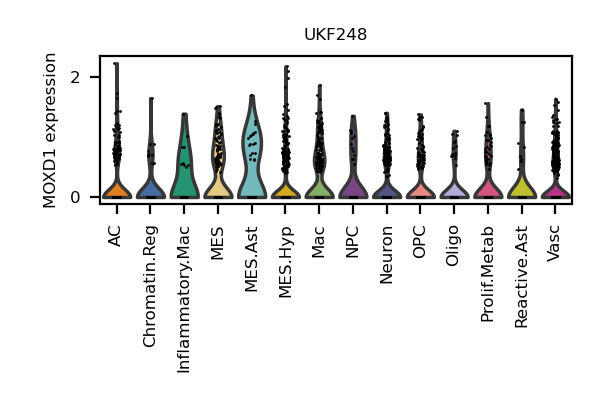 UKF248
MOXD1 expression
2
0
AC
Chromatin.Reg
Inflammatory.Mac
MES
MES.Ast
MES.Hyp
Mac
NPC
Neuron
OPC
Oligo
Prolif.Metab
Reactive.Ast
Vasc